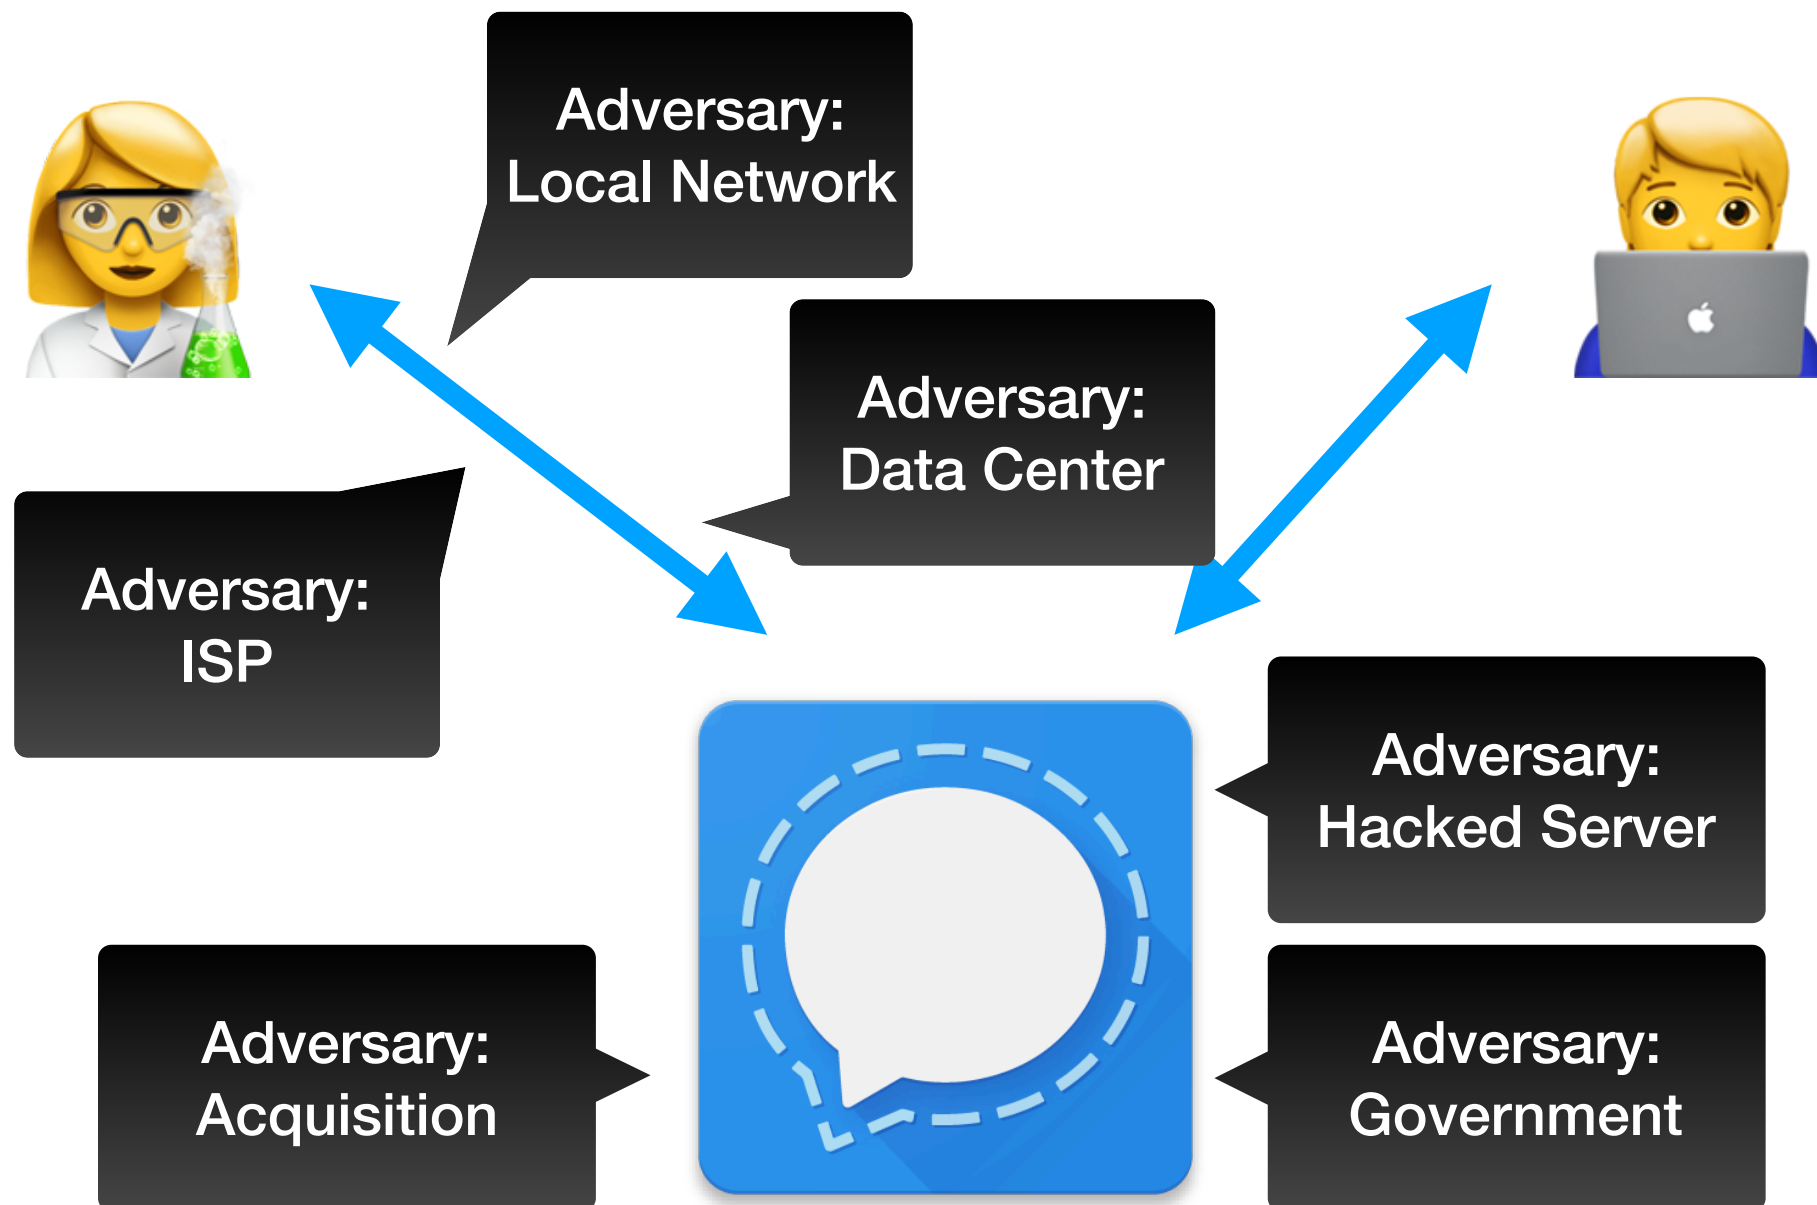 Adversary:
Local Network
Adversary:
Data Center
Adversary:
ISP
Adversary:
Hacked Server
Adversary:
Acquisition
Adversary:
Government